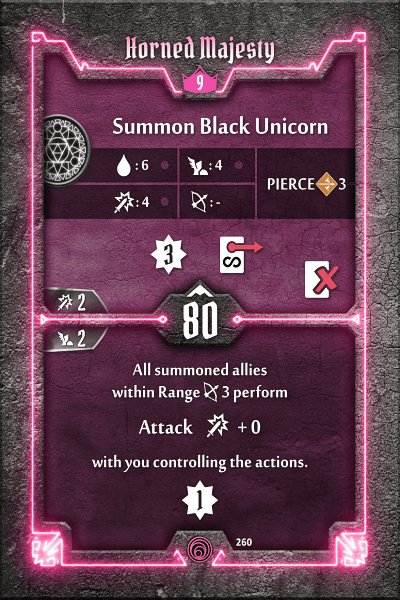 Horned Majesty
9
Summon Black Unicorn
: 6
: 4
PIERCE 3
: 4
: -
3
2
80
2
All summoned allies
within Range 3 perform
Attack + 0
with you controlling the actions.
1
260